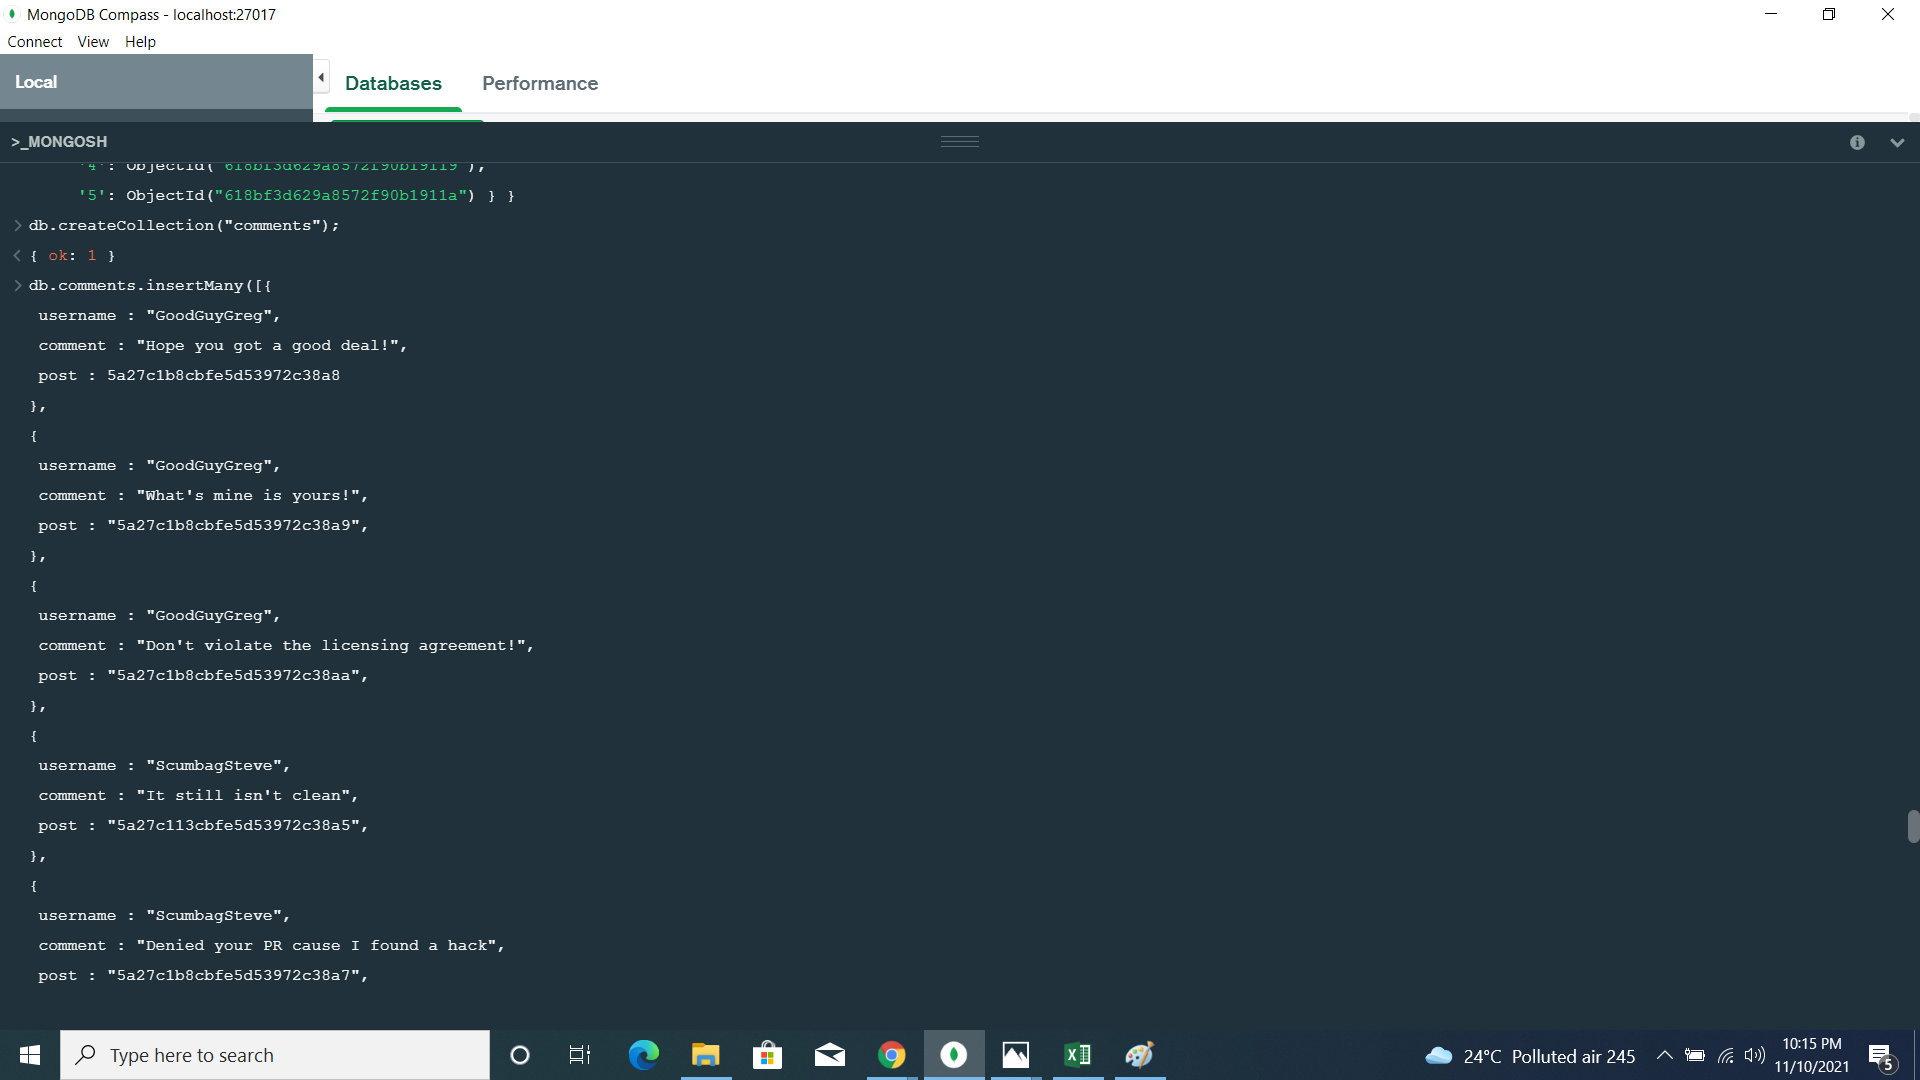 MongoDB Compass - localhost:27017
Connect View Help
Local
Databases Performance
>_MONGOSH
'4': ObjectId("618bf3d629a8572f90b19119"),
'5': ObjectId("618bf3d629a8572f90b1911a") } }
> db.createCollection("comments");
< { ok: 1 }
> db.comments.insertMany([{
username : "GoodGuyGreg",
comment : "Hope you got a good deal!",
post : 5a27c1b8cbfe5d53972c38a8
},
{
username : "GoodGuyGreg",
comment : "What's mine is yours!",
post : "5a27c1b8cbfe5d53972c38a9",
},
{
username : "GoodGuyGreg",
comment : "Don't violate the licensing agreement!",
post : "5a27c1b8cbfe5d53972c38aa",
},
{
username : "ScumbagSteve",
comment : "It still isn't clean",
post : "5a27c113cbfe5d53972c38a5",
},
{
username : "ScumbagSteve",
comment : "Denied your PR cause I found a hack",
post : "5a27c1b8cbfe5d53972c38a7",
Type here to search
24°C Polluted air 245
10:15 PM
11/10/2021
5